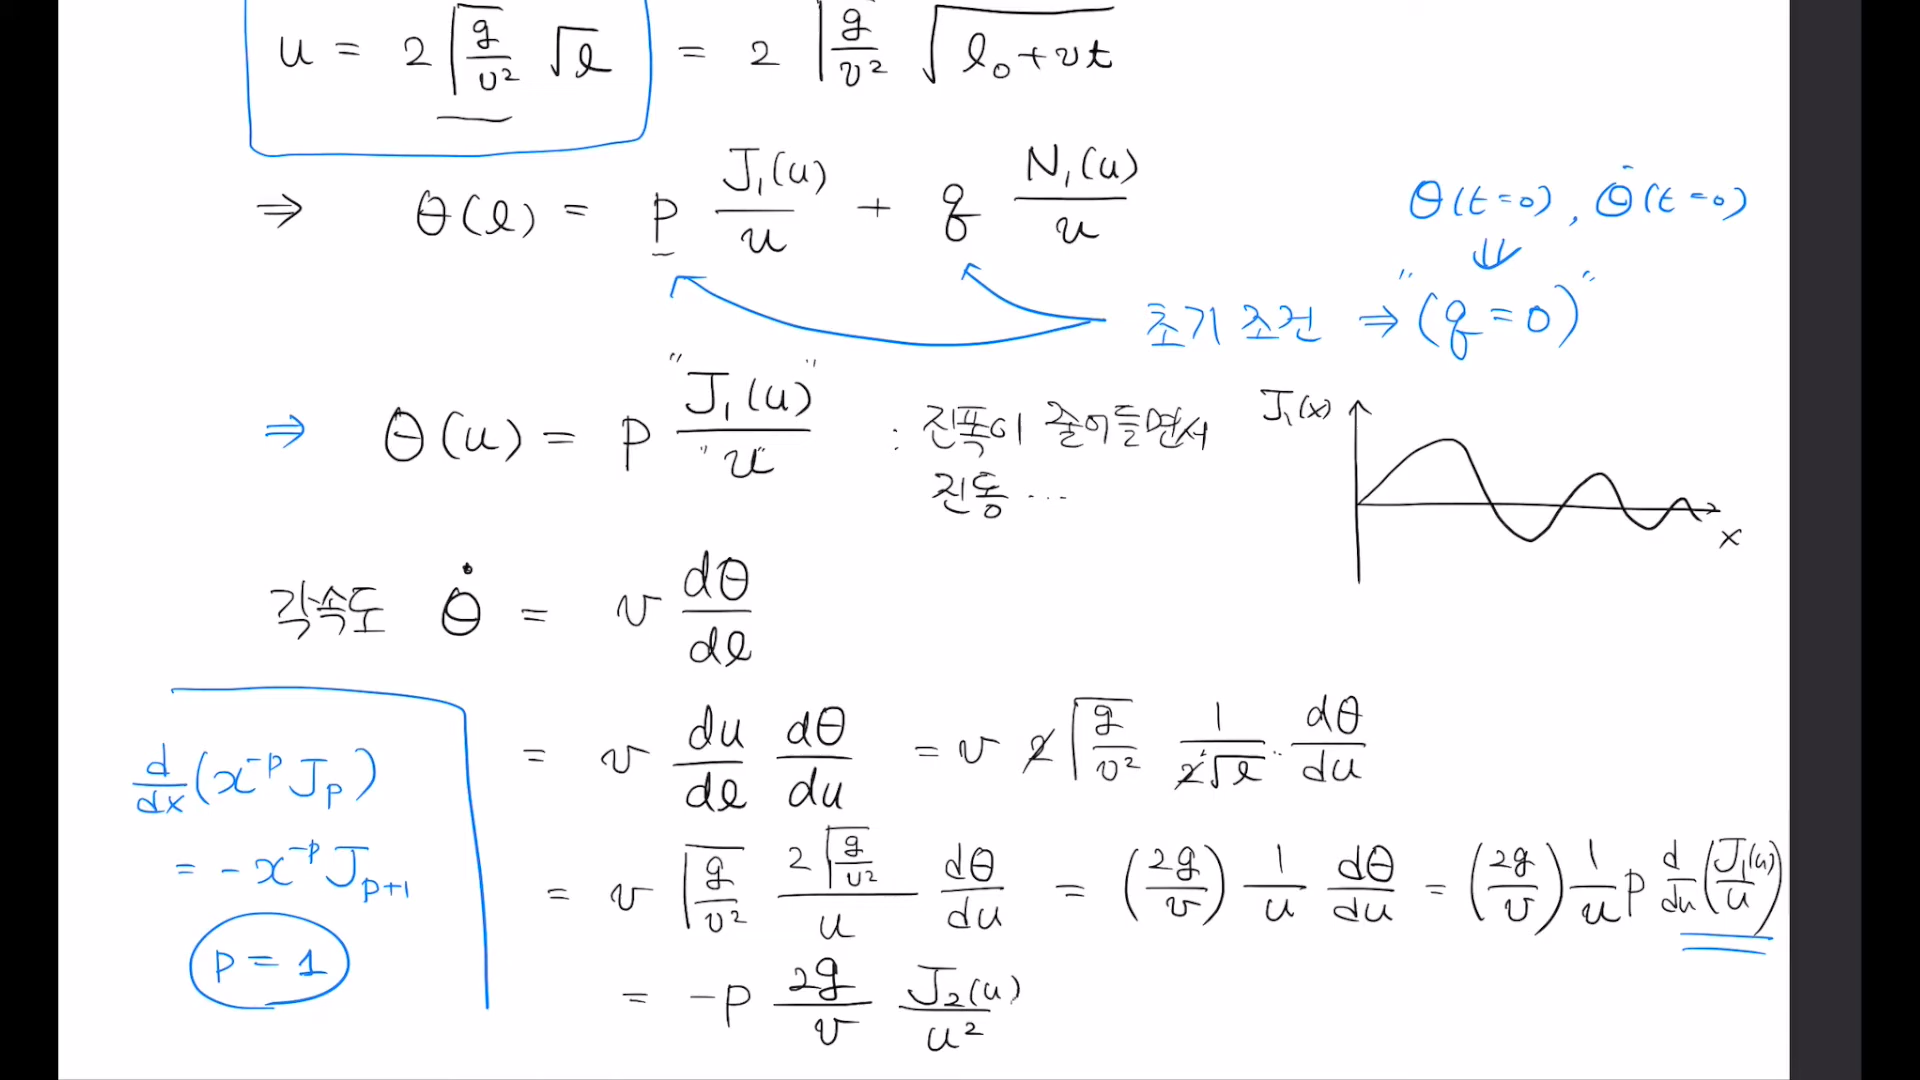 u = 2 √(g/v²) √l = 2 √(g/v²) √(l₀+vt)
⇒ θ(l) = p J₁(u)/u + q N₁(u)/u
θ(t=0), θ̇(t=0)
⇓
초기 조건 ⇒ "(q=0)"
⇒ θ(u) = p "J₁(u)"/"u" : 진폭이 줄어들면서
진동 ...
J₁(x)
x
각속도 θ̇ = v dθ/dl
= v du/dl dθ/du = v 2 √(g/v²) 1/(2√l) · dθ/du
= v √(g/v²) 2√(g/v²)/u dθ/du = (2g/v) 1/u dθ/du = (2g/v) 1/u p d/du (J₁(u)/u)
= -p 2g/v J₂(u)/u²
d/dx (x⁻ᵖ Jₚ)
= -x⁻ᵖ Jₚ₊₁
p = 1